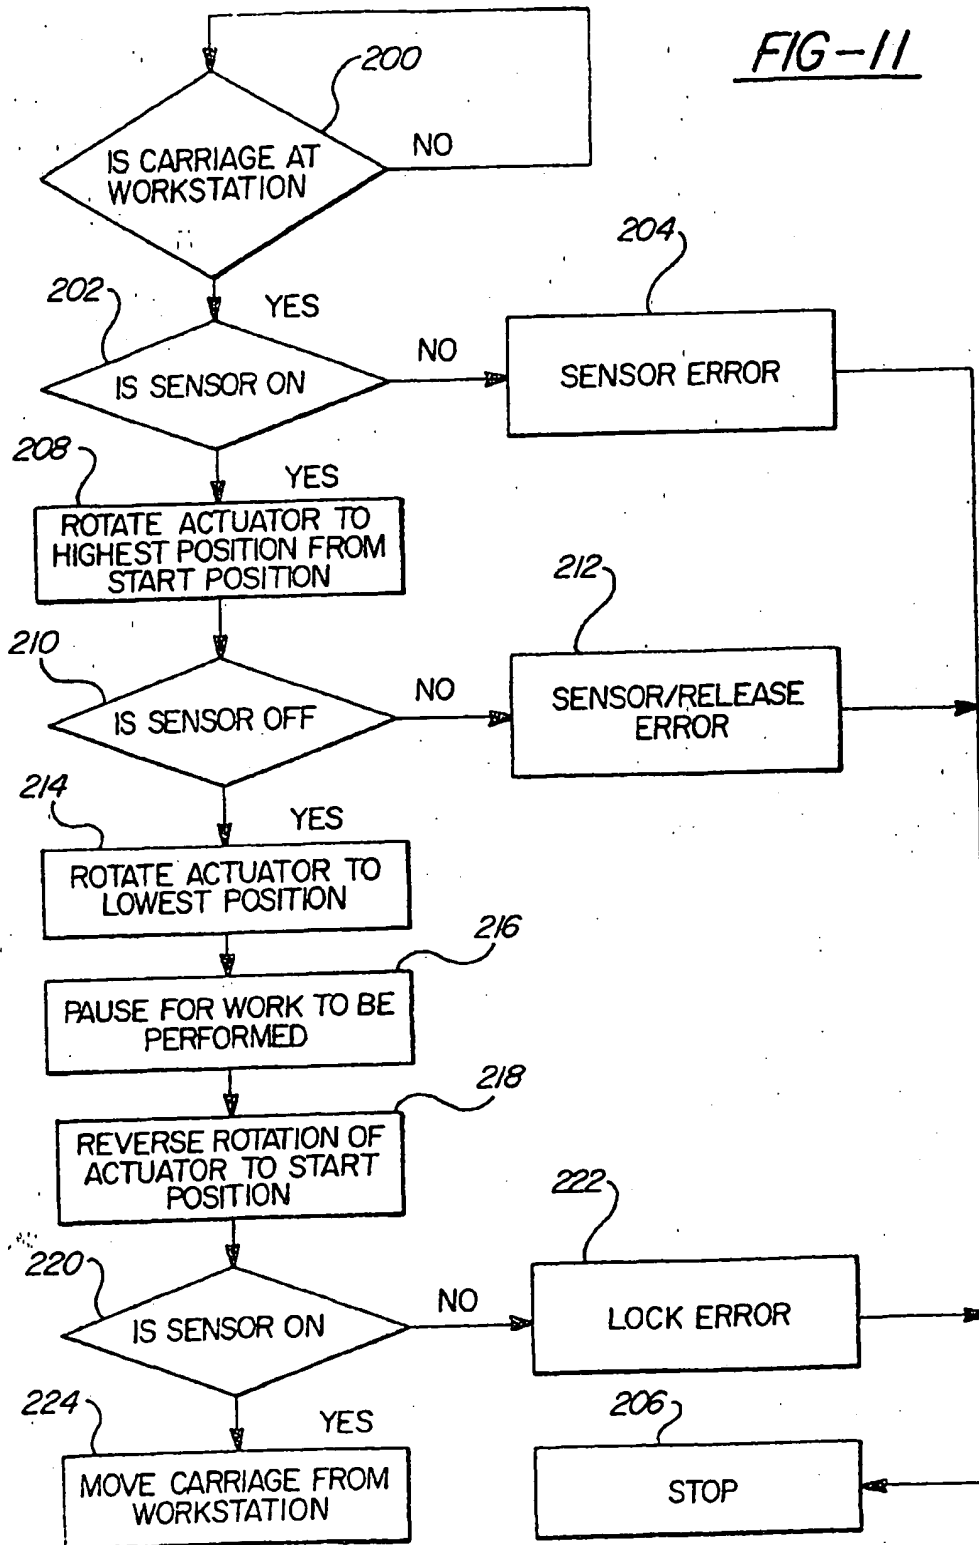 FIG-11
200
IS CARRIAGE AT
WORKSTATION
NO
YES
202
IS SENSOR ON
NO
204
SENSOR ERROR
YES
208
ROTATE ACTUATOR TO
HIGHEST POSITION FROM
START POSITION
210
IS SENSOR OFF
NO
212
SENSOR/RELEASE
ERROR
YES
214
ROTATE ACTUATOR TO
LOWEST POSITION
216
PAUSE FOR WORK TO BE
PERFORMED
218
REVERSE ROTATION OF
ACTUATOR TO START
POSITION
220
IS SENSOR ON
NO
222
LOCK ERROR
YES
224
MOVE CARRIAGE FROM
WORKSTATION
206
STOP